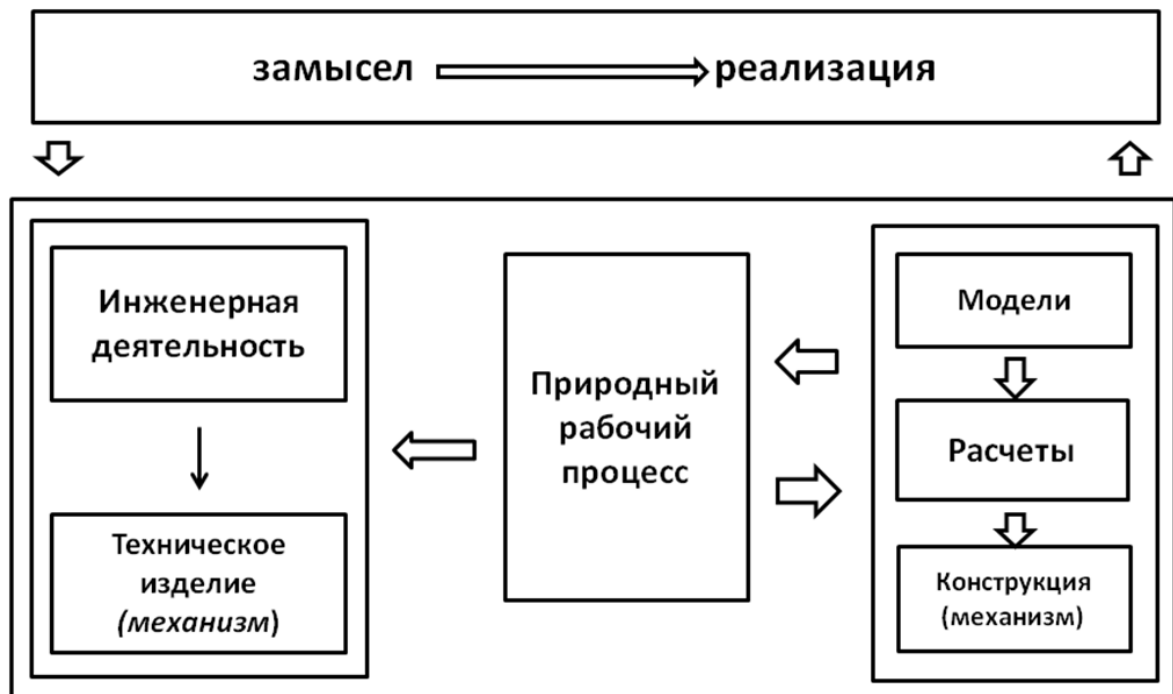 замысел реализация
Инженерная
деятельность
Техническое
изделие
(механизм)
Природный
рабочий
процесс
Модели
Расчеты
Конструкция
(механизм)